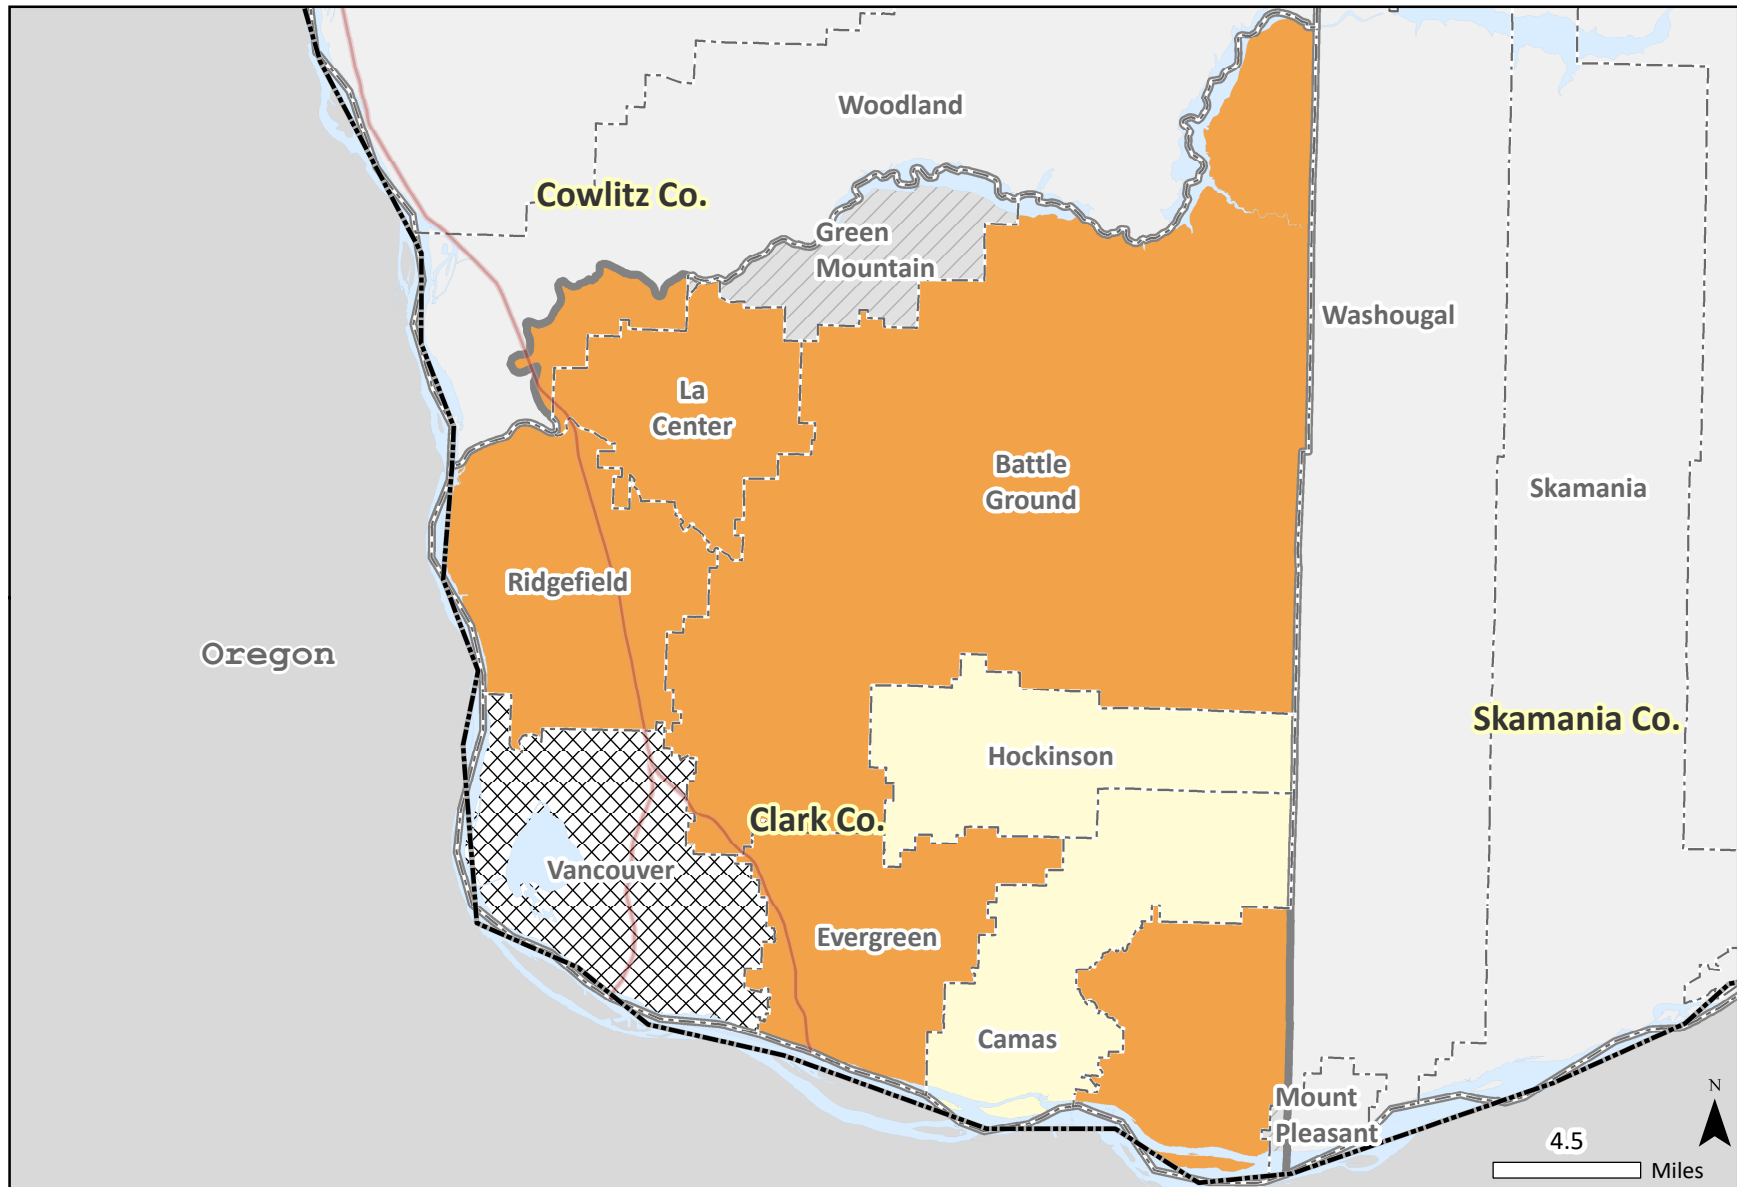 Woodland
Cowlitz Co.
Green
Mountain
Washougal
La
Center
Battle
Ground
Skamania
Ridgefield
Oregon
Skamania Co.
Hockinson
Clark Co.
Vancouver
Evergreen
Camas
Mount
Pleasant
N
4.5
Miles